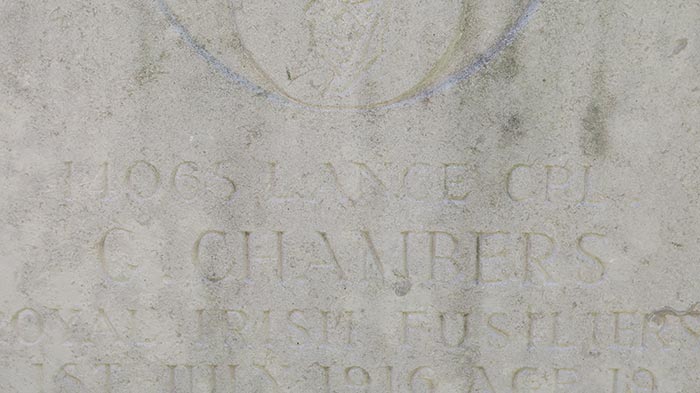 14065 LANCE CPL.
G. CHAMBERS
ROYAL IRISH FUSILIERS
1ST JULY 1916 AGE 19